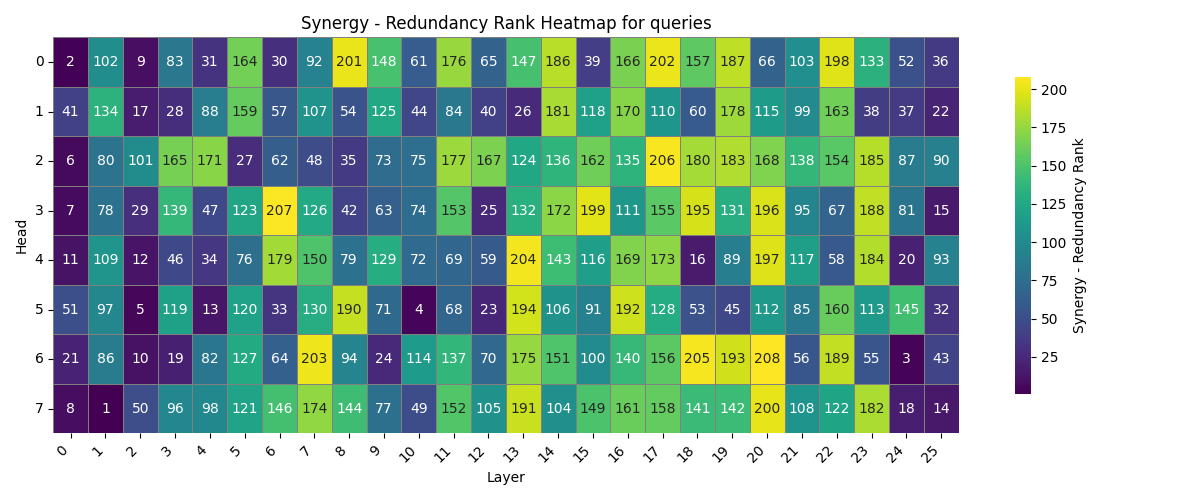 Synergy - Redundancy Rank Heatmap for queries
Head
0 2 102 9 83 31 164 30 92 201 148 61 176 65 147 186 39 166 202 157 187 66 103 198 133 52 36
1 41 134 17 28 88 159 57 107 54 125 44 84 40 26 181 118 170 110 60 178 115 99 163 38 37 22
2 6 80 101 165 171 27 62 48 35 73 75 177 167 124 136 162 135 206 180 183 168 138 154 185 87 90
3 7 78 29 139 47 123 207 126 42 63 74 153 25 132 172 199 111 155 195 131 196 95 67 188 81 15
4 11 109 12 46 34 76 179 150 79 129 72 69 59 204 143 116 169 173 16 89 197 117 58 184 20 93
5 51 97 5 119 13 120 33 130 190 71 4 68 23 194 106 91 192 128 53 45 112 85 160 113 145 32
6 21 86 10 19 82 127 64 203 94 24 114 137 70 175 151 100 140 156 205 193 208 56 189 55 3 43
7 8 1 50 96 98 121 146 174 144 77 49 152 105 191 104 149 161 158 141 142 200 108 122 182 18 14
0 1 2 3 4 5 6 7 8 9 10 11 12 13 14 15 16 17 18 19 20 21 22 23 24 25
Layer
200
175
150
125
100
75
50
25
Synergy - Redundancy Rank